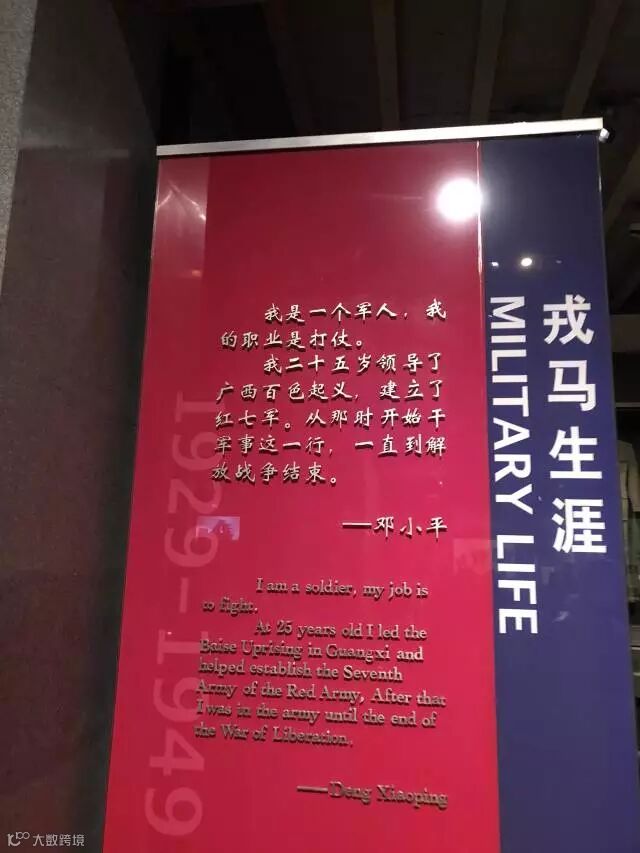 我是一个军人，我
的职业是打仗。
我二十五岁领导了
广西百色起义，建立了
红七军。从那时开始干
军事这一行，一直到解
放战争结束。
—邓小平
I am a soldier, my job is
to fight.
At 25 years old I led the
Baise Uprising in Guangxi and
helped establish the Seventh
Army of the Red Army, After that
I was in the army until the end of
the War of Liberation.
—Deng Xiaoping
1929-1949
戎马生涯
MILITARY LIFE
大数跨境